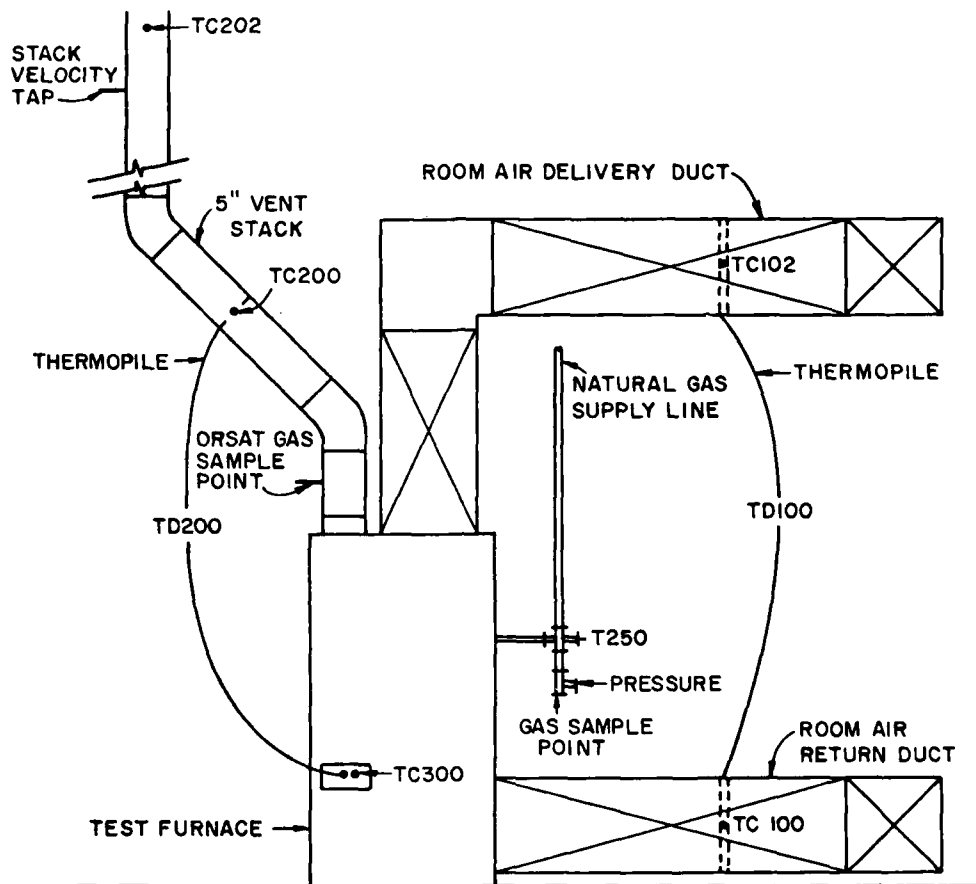 TC202
STACK
VELOCITY
TAP
ROOM AIR DELIVERY DUCT
5" VENT
STACK
TC200
TC102
THERMOPILE
NATURAL GAS
SUPPLY LINE
THERMOPILE
ORSAT GAS
SAMPLE
POINT
TD200
TD100
T250
PRESSURE
GAS SAMPLE
POINT
ROOM AIR
RETURN DUCT
TC300
TEST FURNACE
TC 100